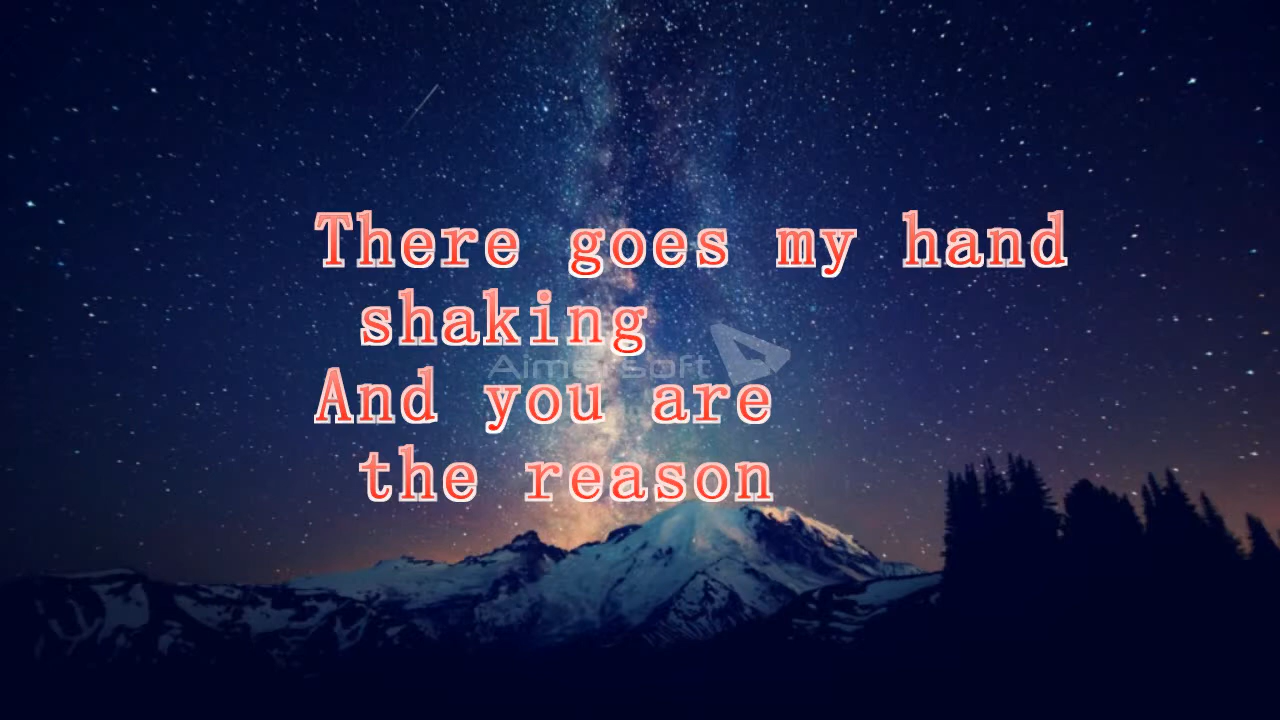 There goes my hand
shaking
Aimersoft
And you are
the reason